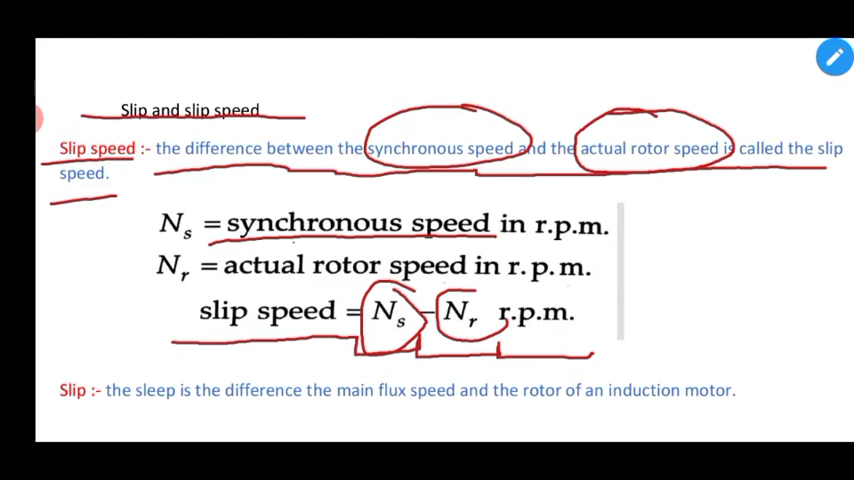 Slip and slip speed
Slip speed :- the difference between the synchronous speed and the actual rotor speed is called the slip
speed.
Nₛ = synchronous speed in r.p.m.
Nᵣ = actual rotor speed in r.p.m.
slip speed = Nₛ − Nᵣ r.p.m.
Slip :- the sleep is the difference the main flux speed and the rotor of an induction motor.